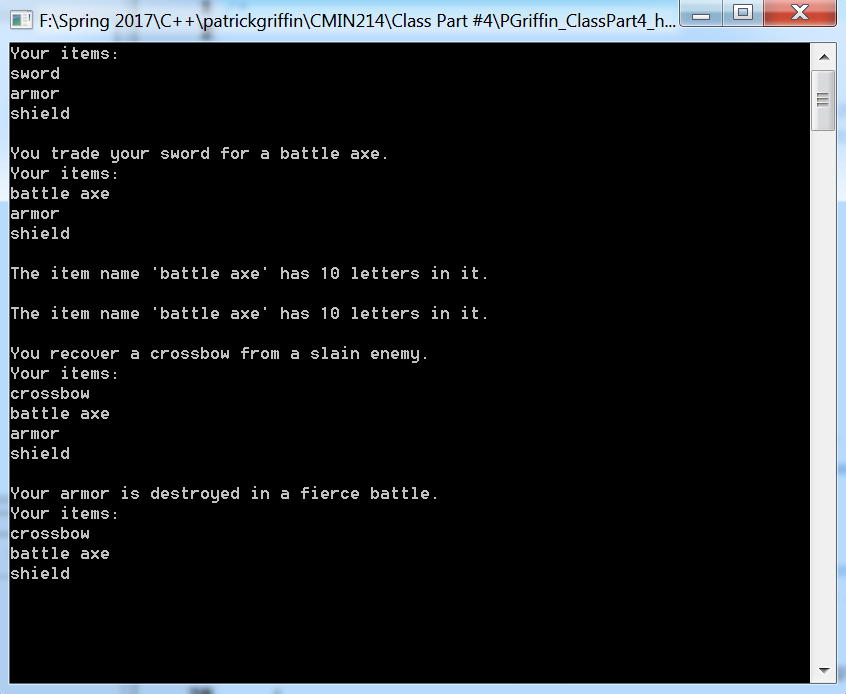 F:\Spring 2017\C++\patrickgriffin\CMIN214\Class Part #4\PGriffin_ClassPart4_h...
Your items:
sword
armor
shield
You trade your sword for a battle axe.
Your items:
battle axe
armor
shield
The item name 'battle axe' has 10 letters in it.
The item name 'battle axe' has 10 letters in it.
You recover a crossbow from a slain enemy.
Your items:
crossbow
battle axe
armor
shield
Your armor is destroyed in a fierce battle.
Your items:
crossbow
battle axe
shield